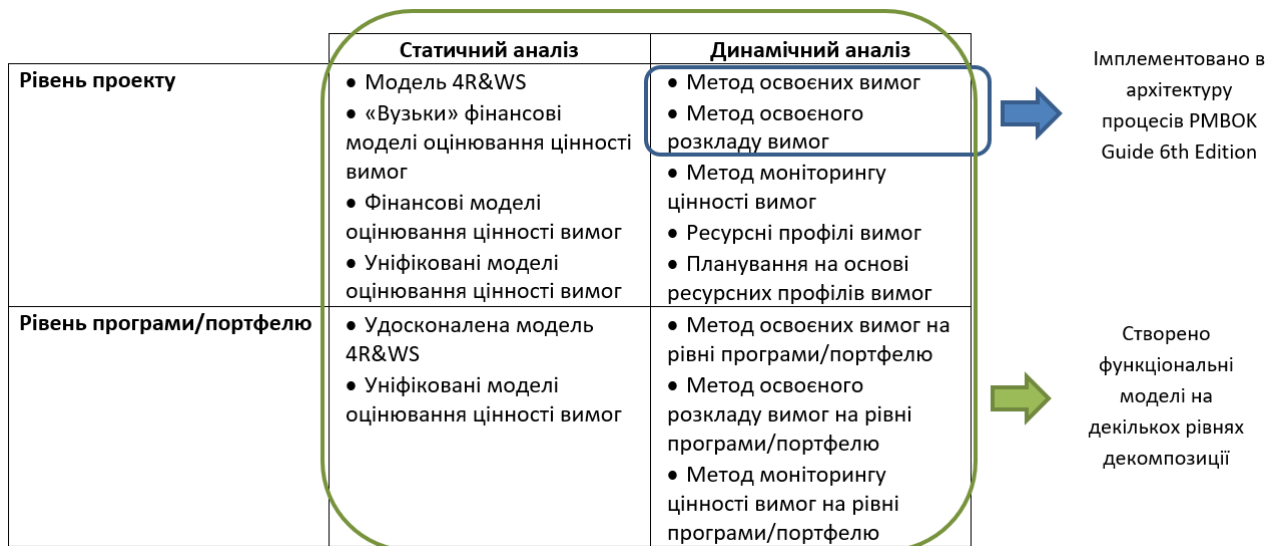 Статичний аналіз
Динамічний аналіз
Рівень проекту
• Модель 4R&WS
• «Вузьки» фінансові
моделі оцінювання цінності
вимог
• Фінансові моделі
оцінювання цінності вимог
• Уніфіковані моделі
оцінювання цінності вимог
• Метод освоєних вимог
• Метод освоєного
розкладу вимог
• Метод моніторингу
цінності вимог
• Ресурсні профілі вимог
• Планування на основі
ресурсних профілів вимог
Імплементовано в
архітектуру
процесів PMBOK
Guide 6th Edition
Рівень програми/портфелю
• Удосконалена модель
4R&WS
• Уніфіковані моделі
оцінювання цінності вимог
• Метод освоєних вимог на
рівні програми/портфелю
• Метод освоєного
розкладу вимог на рівні
програми/портфелю
• Метод моніторингу
цінності вимог на рівні
програми/портфелю
Створено
функціональні
моделі на
декількох рівнях
декомпозиції